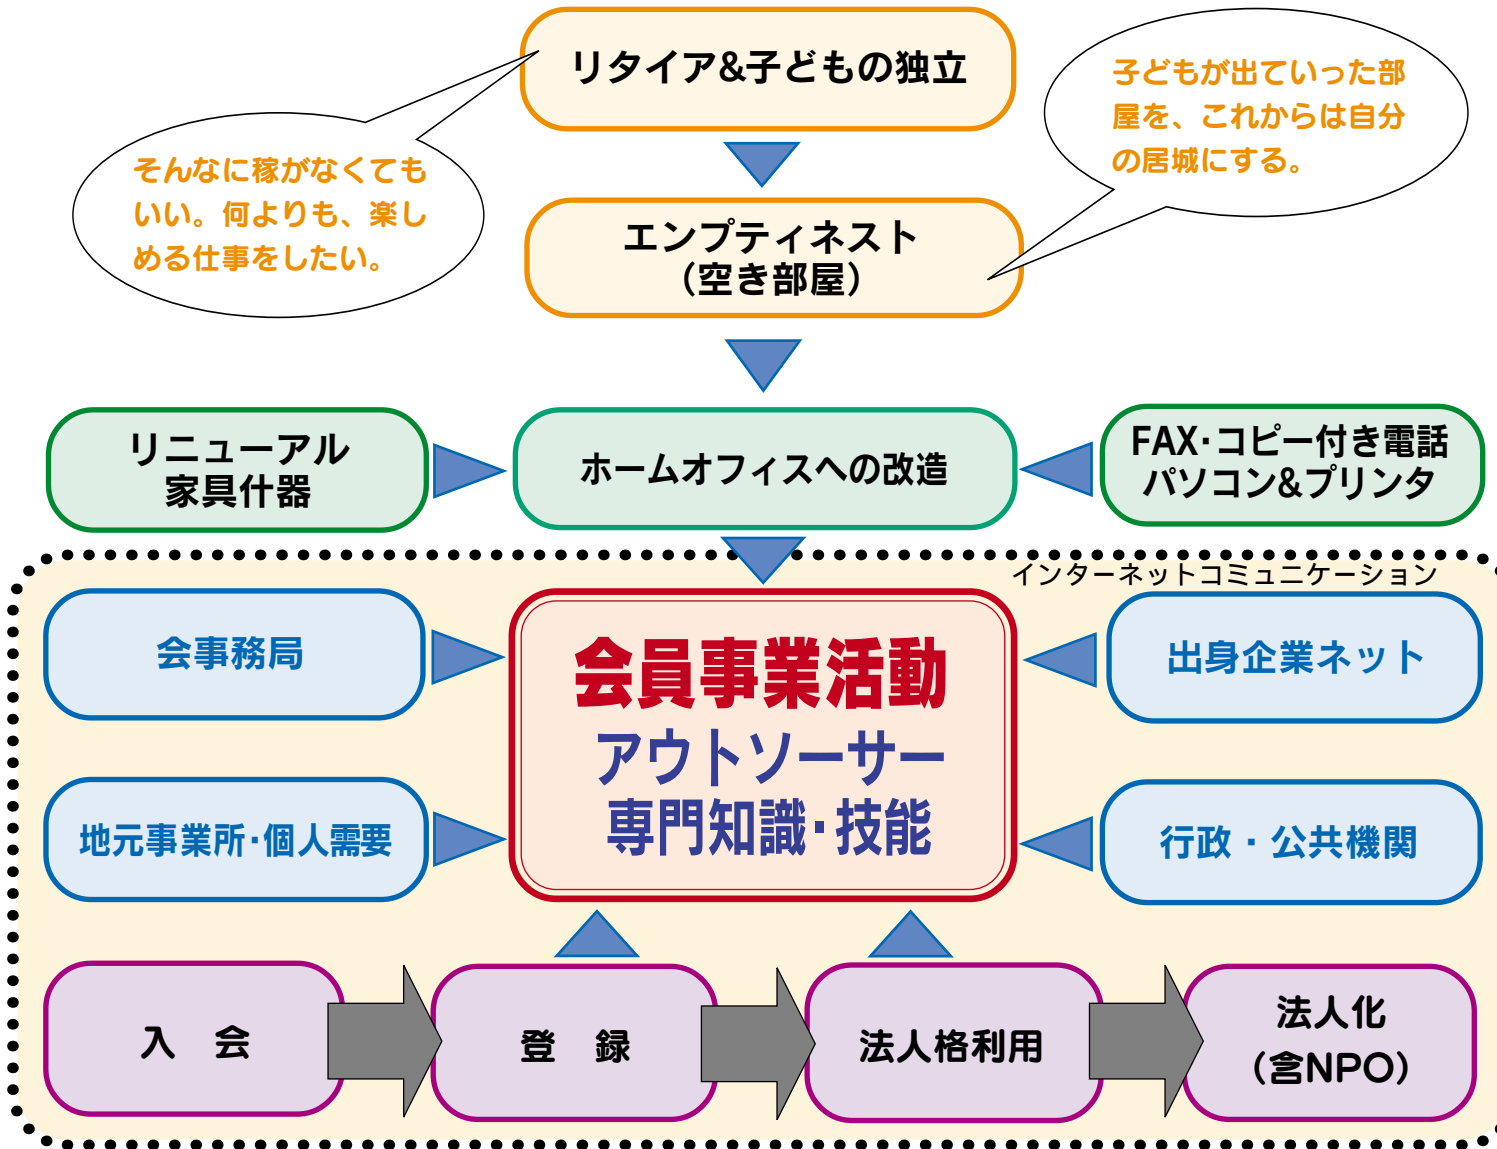 リタイア&子どもの独立
そんなに稼がなくても
いい。何よりも、楽し
める仕事をしたい。
子どもが出ていった部
屋を、これからは自分
の居城にする。
エンプティネスト
（空き部屋）
リニューアル
家具什器
ホームオフィスへの改造
FAX・コピー付き電話
パソコン&プリンタ
インターネットコミュニケーション
会事務局
会員事業活動
アウトソーサー
専門知識・技能
出身企業ネット
地元事業所・個人需要
行政・公共機関
入　会
登　録
法人格利用
法人化
（含NPO）